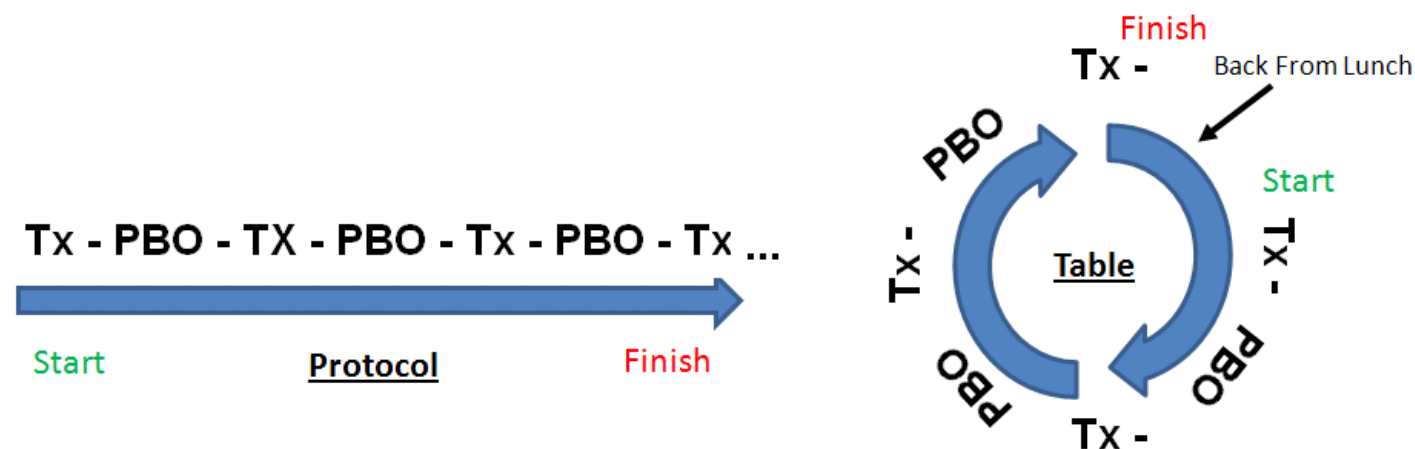 Tx - PBO - TX - PBO - Tx - PBO - Tx ...
Start
Protocol
Finish
Finish
Tx -
Back From Lunch
Start
Tx -
PBO
Tx -
PBO
Tx -
PBO
Table